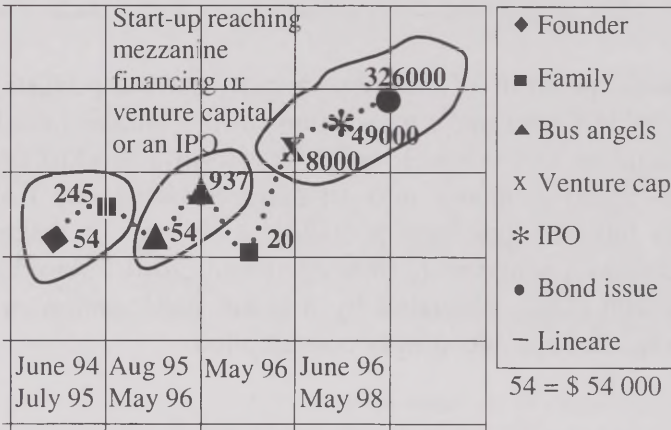 Start-up reaching
mezzanine
financing or
venture capital
or an IPO
326000
49000
8000
937
245
54
54
20
June 94
July 95
Aug 95
May 96
May 96
June 96
May 98
Founder
Family
Bus angels
x Venture cap
* IPO
• Bond issue
– Lineare
54 = $ 54 000